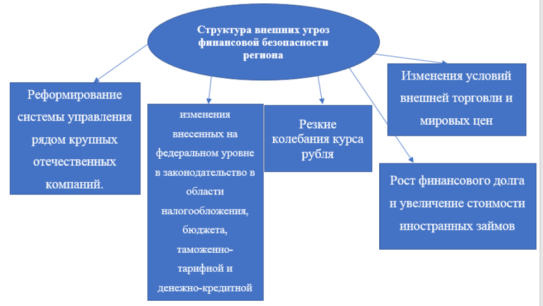 Структура внешних угроз
финансовой безопасности
региона
Реформирование
системы управления
рядом крупных
отечественных
компаний.
изменения
внесенных на
федеральном уровне
в законодательство в
области
налогообложения,
бюджета,
таможенно-
тарифной и
денежно-кредитной
Резкие
колебания курса
рубля
Изменения условий
внешней торговли и
мировых цен
Рост финансового долга
и увеличение стоимости
иностранных займов